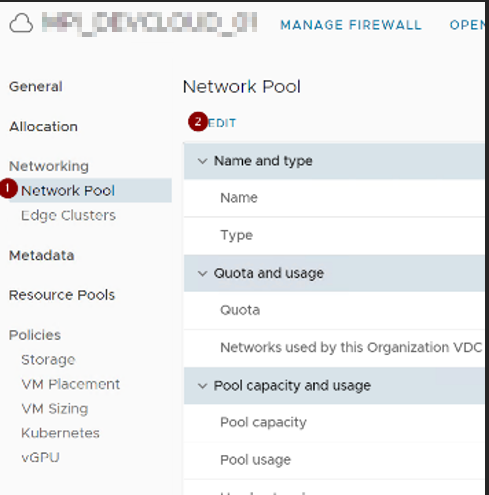 MANAGE FIREWALL OPEN
General
Allocation
Networking
1 Network Pool
Edge Clusters
Metadata
Resource Pools
Policies
Storage
VM Placement
VM Sizing
Kubernetes
vGPU
Network Pool
2 EDIT
Name and type
Name
Type
Quota and usage
Quota
Networks used by this Organization VDC
Pool capacity and usage
Pool capacity
Pool usage